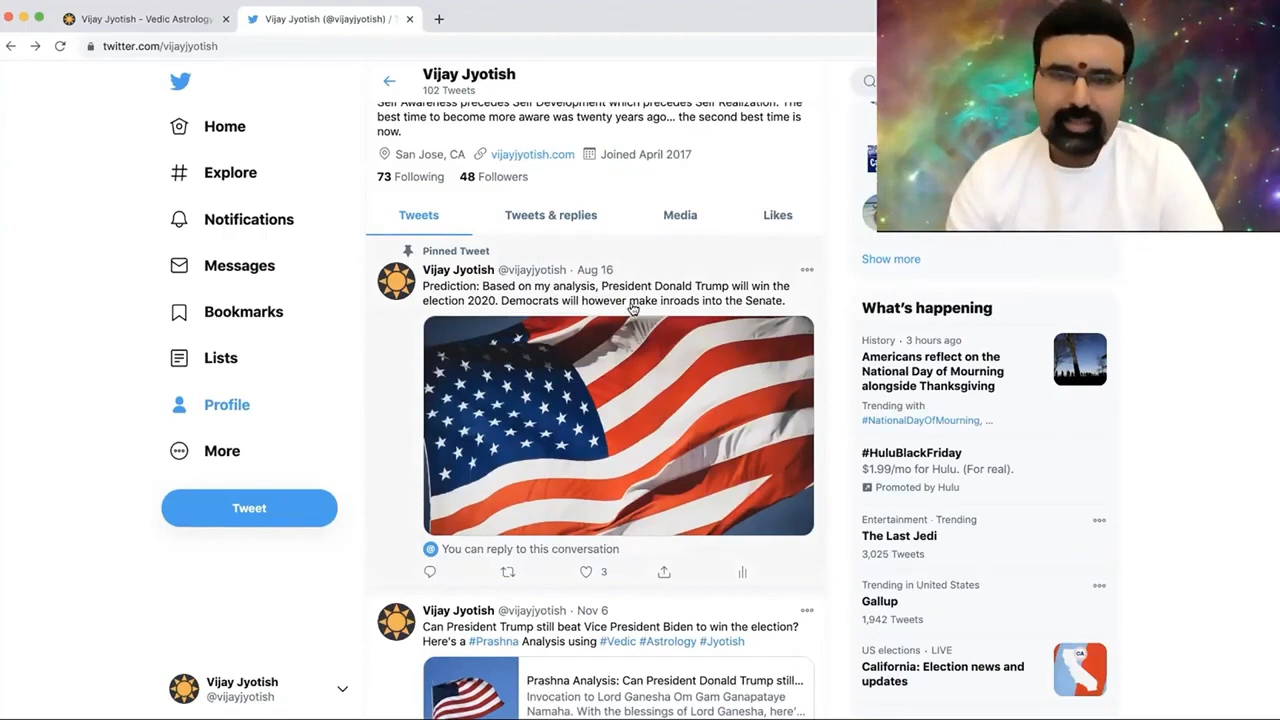 Vijay Jyotish - Vedic Astrology
Vijay Jyotish (@vijayjyotish) / T
twitter.com/vijayjyotish
Home
Explore
Notifications
Messages
Bookmarks
Lists
Profile
More
Tweet
Vijay Jyotish
@vijayjyotish
Vijay Jyotish
102 Tweets
Self Awareness precedes Self Development which precedes Self Realization. The
best time to become more aware was twenty years ago... the second best time is
now.
San Jose, CA vijayjyotish.com Joined April 2017
73 Following 48 Followers
Tweets Tweets & replies Media Likes
Pinned Tweet
Vijay Jyotish @vijayjyotish · Aug 16
Prediction: Based on my analysis, President Donald Trump will win the
election 2020. Democrats will however make inroads into the Senate.
You can reply to this conversation
3
Vijay Jyotish @vijayjyotish · Nov 6
Can President Trump still beat Vice President Biden to win the election?
Here's a #Prashna Analysis using #Vedic #Astrology #Jyotish
Prashna Analysis: Can President Donald Trump still...
Invocation to Lord Ganesha Om Gam Ganapataye
Namaha. With the blessings of Lord Ganesha, here'...
Show more
What's happening
History · 3 hours ago
Americans reflect on the
National Day of Mourning
alongside Thanksgiving
Trending with
#NationalDayOfMourning, ...
#HuluBlackFriday
$1.99/mo for Hulu. (For real).
Promoted by Hulu
Entertainment · Trending
The Last Jedi
3,025 Tweets
Trending in United States
Gallup
1,942 Tweets
US elections · LIVE
California: Election news and
updates
CA